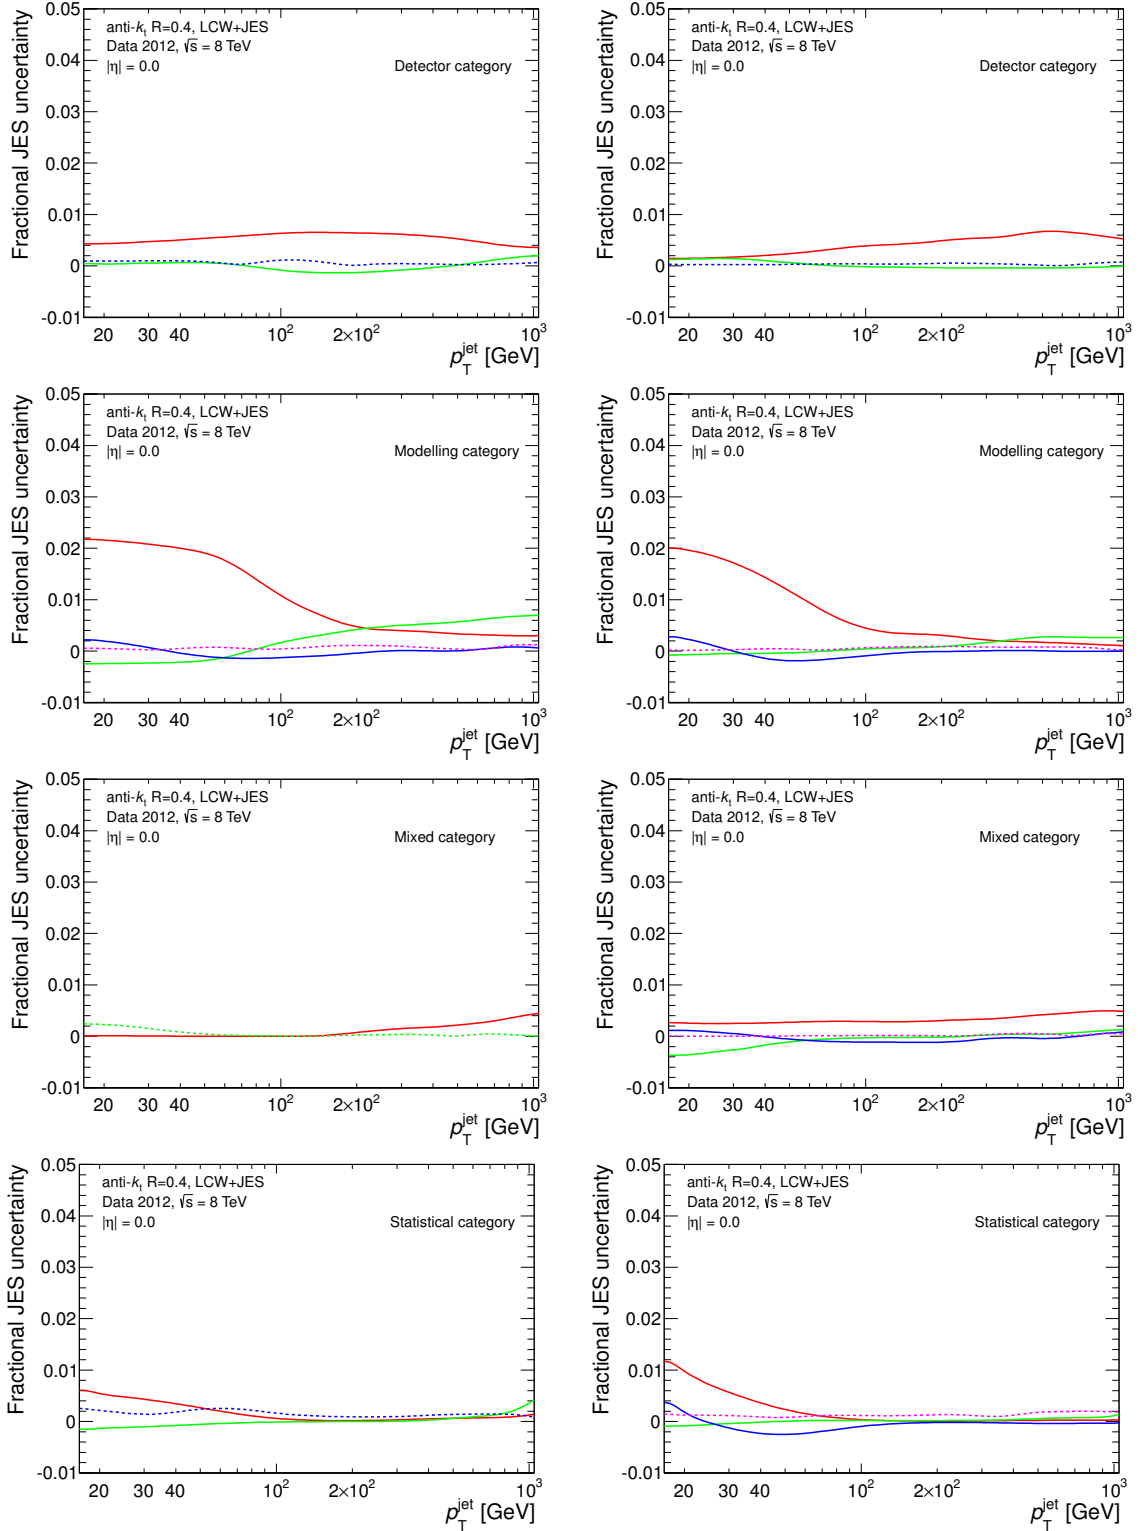 0.05
anti-kt R=0.4, LCW+JES
Data 2012, √s = 8 TeV
|η| = 0.0
Detector category
0.04
0.03
0.02
0.01
0
-0.01
Fractional JES uncertainty
20 30 40 10² 2×10² 10³
pTjet [GeV]
0.05
anti-kt R=0.4, LCW+JES
Data 2012, √s = 8 TeV
|η| = 0.0
Detector category
0.04
0.03
0.02
0.01
0
-0.01
Fractional JES uncertainty
20 30 40 10² 2×10² 10³
pTjet [GeV]
0.05
anti-kt R=0.4, LCW+JES
Data 2012, √s = 8 TeV
|η| = 0.0
Modelling category
0.04
0.03
0.02
0.01
0
-0.01
Fractional JES uncertainty
20 30 40 10² 2×10² 10³
pTjet [GeV]
0.05
anti-kt R=0.4, LCW+JES
Data 2012, √s = 8 TeV
|η| = 0.0
Modelling category
0.04
0.03
0.02
0.01
0
-0.01
Fractional JES uncertainty
20 30 40 10² 2×10² 10³
pTjet [GeV]
0.05
anti-kt R=0.4, LCW+JES
Data 2012, √s = 8 TeV
|η| = 0.0
Mixed category
0.04
0.03
0.02
0.01
0
-0.01
Fractional JES uncertainty
20 30 40 10² 2×10² 10³
pTjet [GeV]
0.05
anti-kt R=0.4, LCW+JES
Data 2012, √s = 8 TeV
|η| = 0.0
Mixed category
0.04
0.03
0.02
0.01
0
-0.01
Fractional JES uncertainty
20 30 40 10² 2×10² 10³
pTjet [GeV]
0.05
anti-kt R=0.4, LCW+JES
Data 2012, √s = 8 TeV
|η| = 0.0
Statistical category
0.04
0.03
0.02
0.01
0
-0.01
Fractional JES uncertainty
20 30 40 10² 2×10² 10³
pTjet [GeV]
0.05
anti-kt R=0.4, LCW+JES
Data 2012, √s = 8 TeV
|η| = 0.0
Statistical category
0.04
0.03
0.02
0.01
0
-0.01
Fractional JES uncertainty
20 30 40 10² 2×10² 10³
pTjet [GeV]